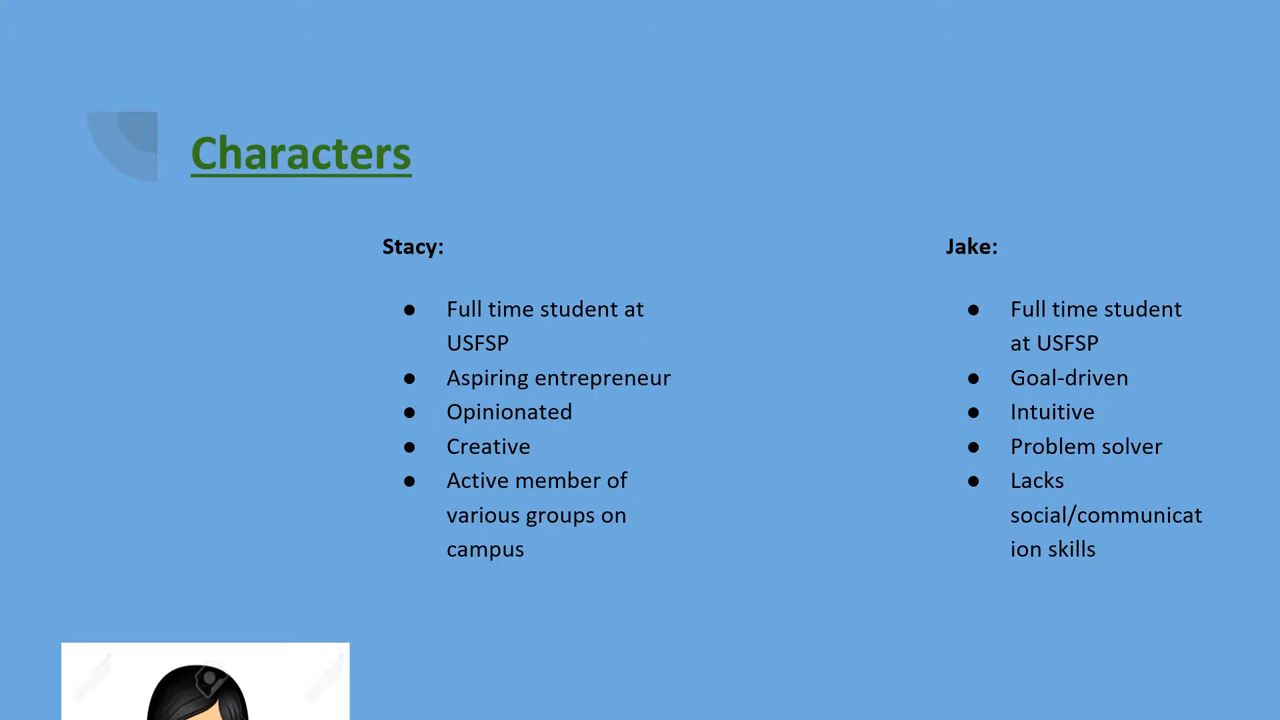 Characters
Stacy:
● Full time student at
USFSP
● Aspiring entrepreneur
● Opinionated
● Creative
● Active member of
various groups on
campus
Jake:
● Full time student
at USFSP
● Goal-driven
● Intuitive
● Problem solver
● Lacks
social/communicat
ion skills